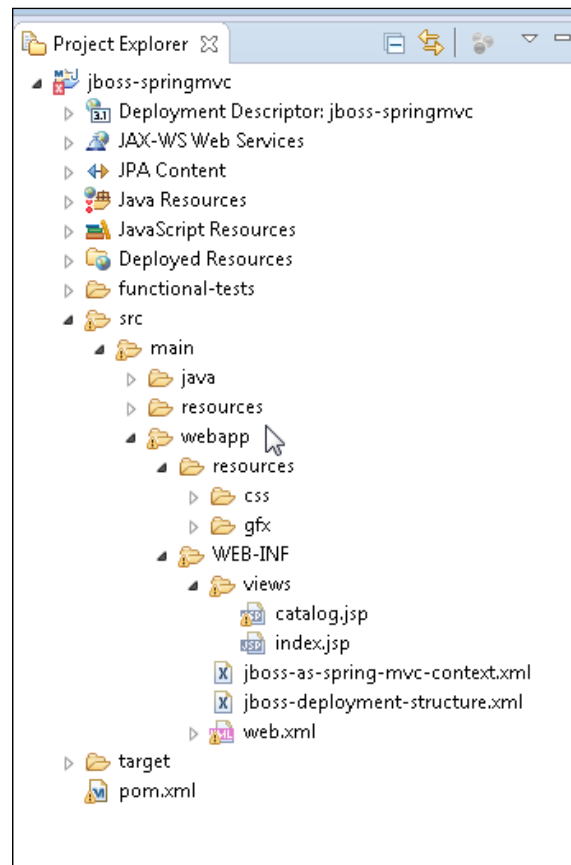 Project Explorer
jboss-springmvc
Deployment Descriptor: jboss-springmvc
JAX-WS Web Services
JPA Content
Java Resources
JavaScript Resources
Deployed Resources
functional-tests
src
main
java
resources
webapp
resources
css
gfx
WEB-INF
views
catalog.jsp
index.jsp
jboss-as-spring-mvc-context.xml
jboss-deployment-structure.xml
web.xml
target
pom.xml